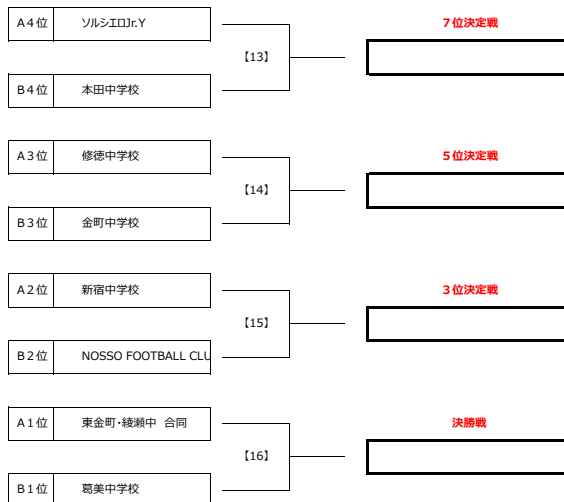 A４位 ソルシエロJr.Y
7位決定戦
【13】
B４位 本田中学校
A３位 修徳中学校
５位決定戦
【14】
B３位 金町中学校
A２位 新宿中学校
３位決定戦
【15】
B２位 NOSSO FOOTBALL CLU
A１位 東金町・綾瀬中 合同
決勝戦
【16】
B１位 葛美中学校